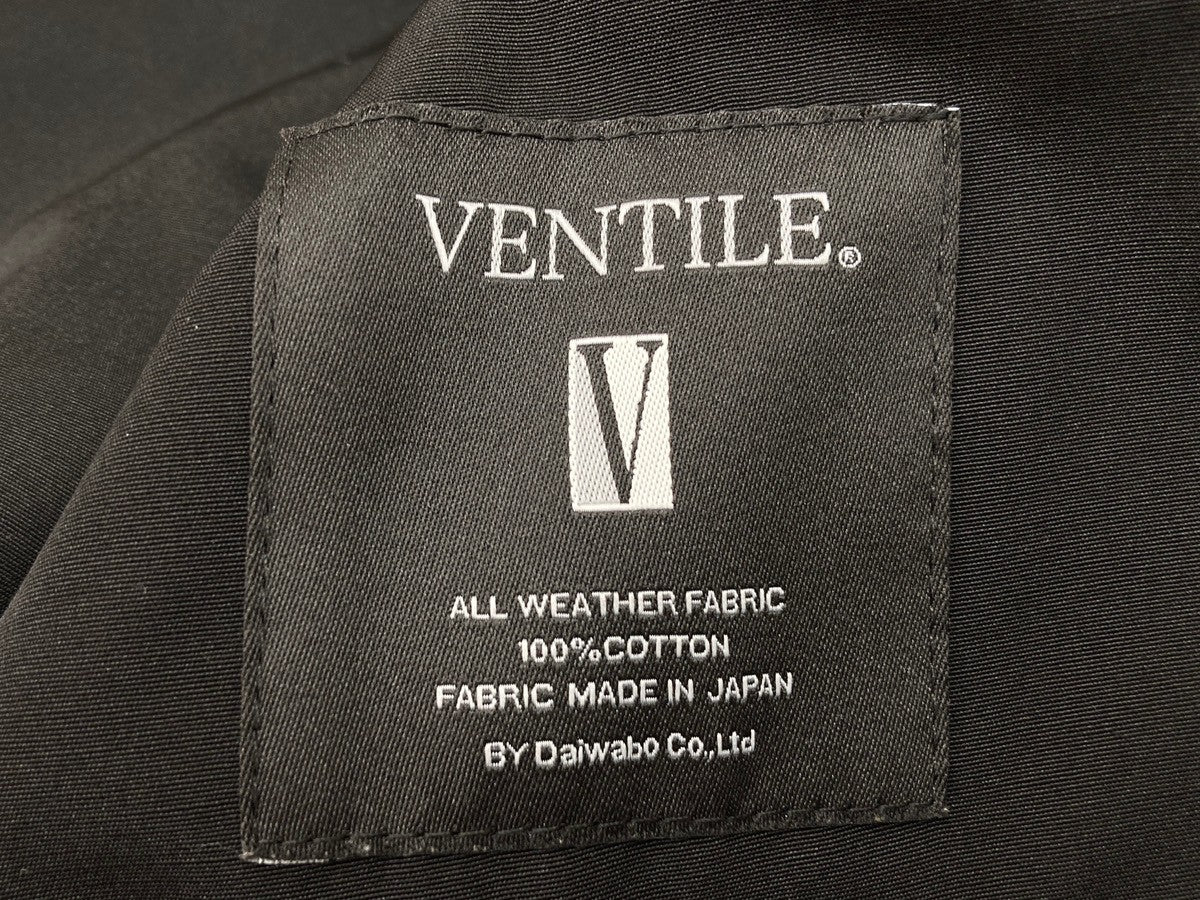 VENTILE®
V
ALL WEATHER FABRIC
100%COTTON
FABRIC MADE IN JAPAN
BY Daiwabo Co.,Ltd